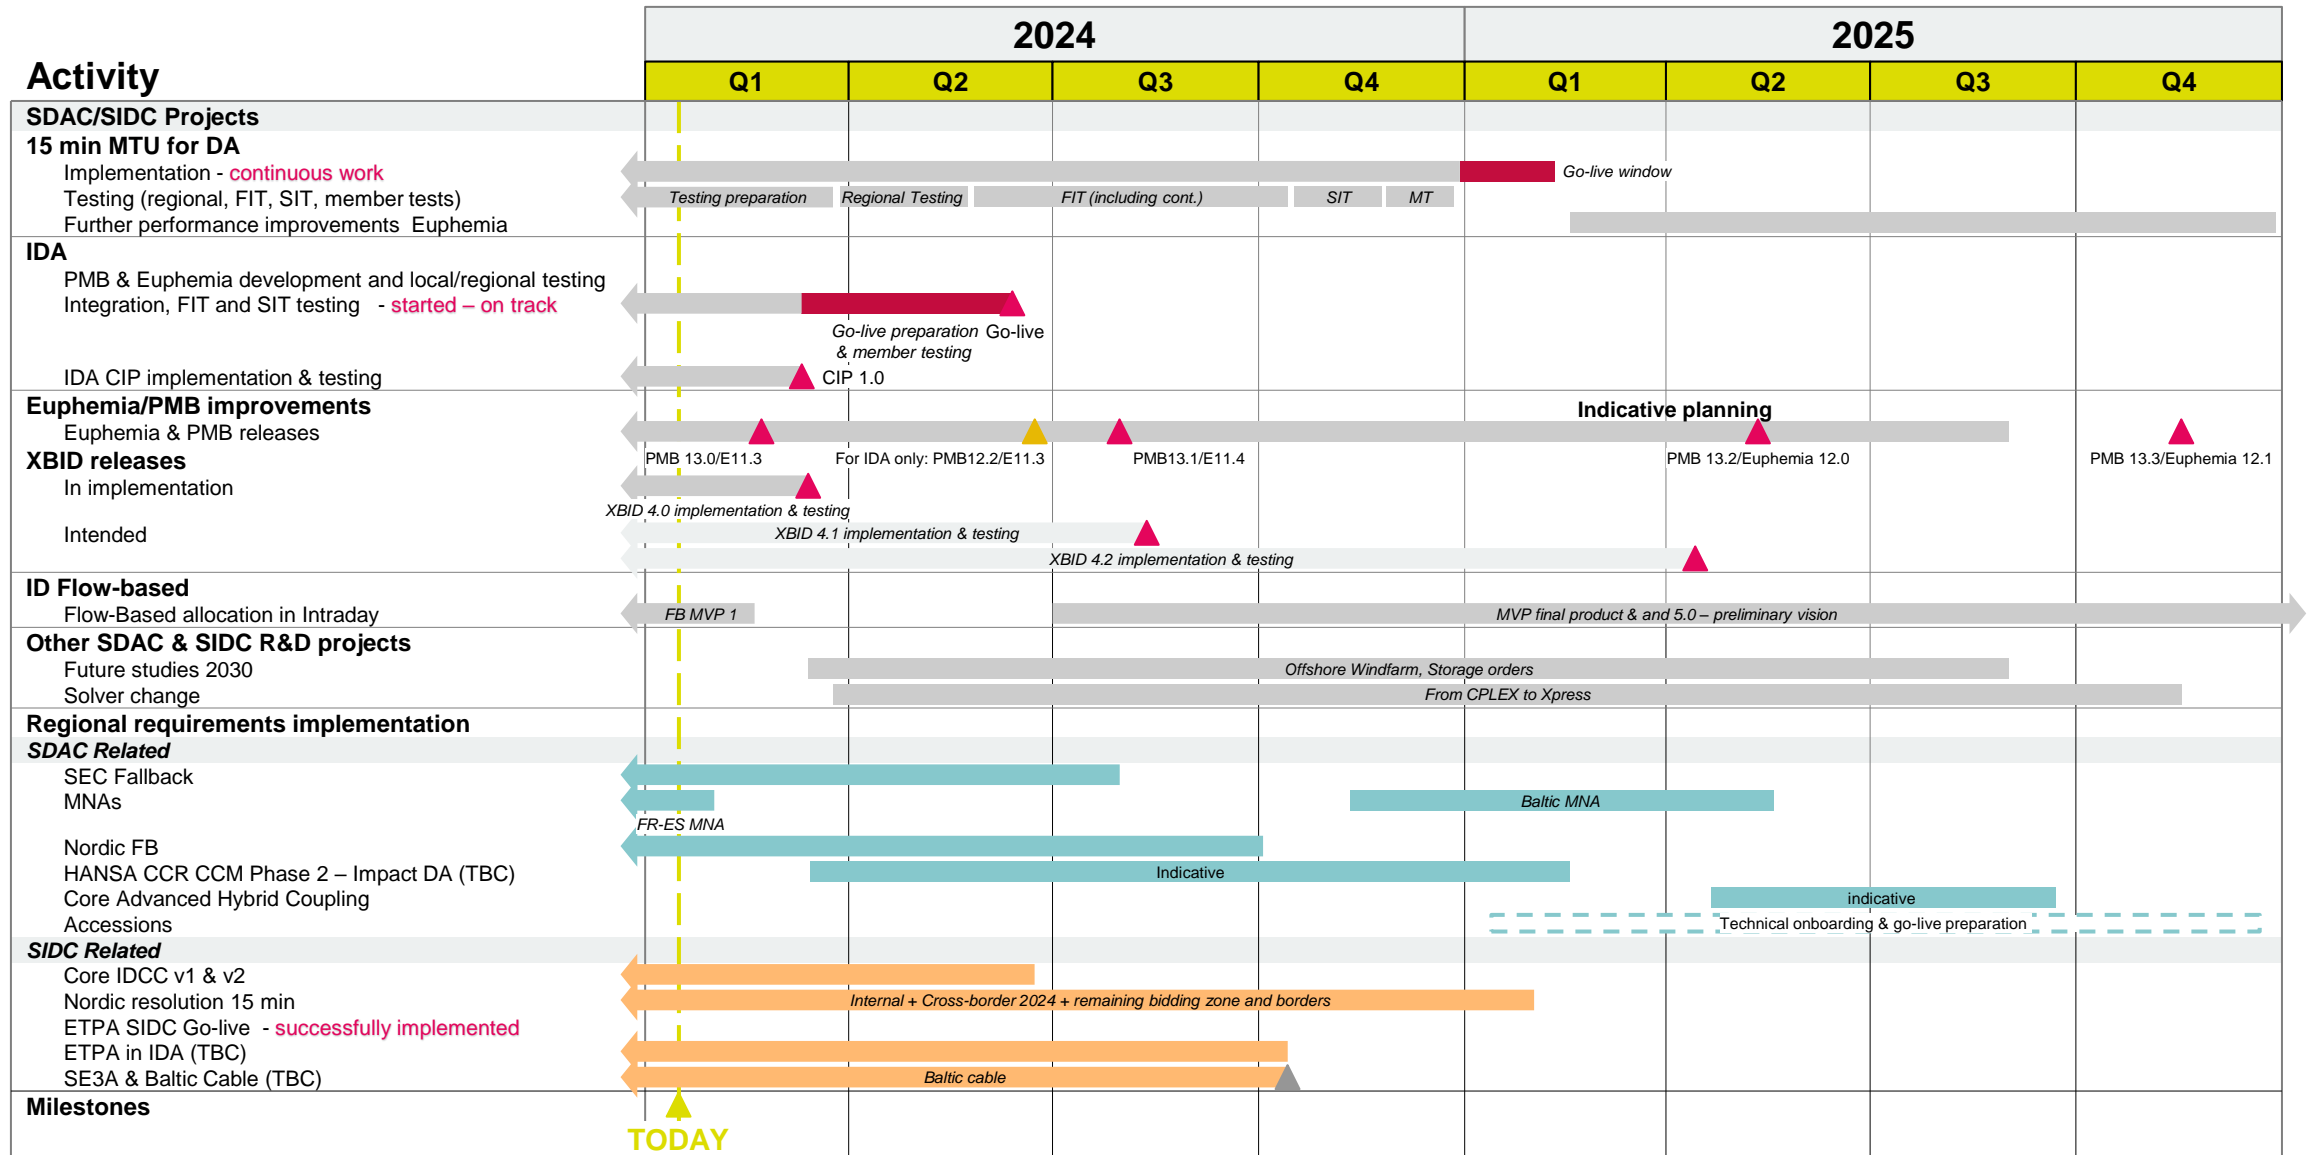 2024
2025
Activity
Q1
Q2
Q3
Q4
Q1
Q2
Q3
Q4
SDAC/SIDC Projects
15 min MTU for DA
Implementation - continuous work
Go-live window
Testing (regional, FIT, SIT, member tests)
Testing preparation
Regional Testing
FIT (including cont.)
SIT
MT
Further performance improvements Euphemia
IDA
PMB & Euphemia development and local/regional testing
Integration, FIT and SIT testing - started – on track
Go-live preparation
& member testing
Go-live
IDA CIP implementation & testing
CIP 1.0
Euphemia/PMB improvements
Indicative planning
Euphemia & PMB releases
PMB 13.0/E11.3
For IDA only: PMB12.2/E11.3
PMB13.1/E11.4
PMB 13.2/Euphemia 12.0
PMB 13.3/Euphemia 12.1
XBID releases
In implementation
XBID 4.0 implementation & testing
Intended
XBID 4.1 implementation & testing
XBID 4.2 implementation & testing
ID Flow-based
Flow-Based allocation in Intraday
FB MVP 1
MVP final product & and 5.0 – preliminary vision
Other SDAC & SIDC R&D projects
Future studies 2030
Offshore Windfarm, Storage orders
Solver change
From CPLEX to Xpress
Regional requirements implementation
SDAC Related
SEC Fallback
MNAs
Baltic MNA
FR-ES MNA
Nordic FB
HANSA CCR CCM Phase 2 – Impact DA (TBC)
Indicative
Core Advanced Hybrid Coupling
indicative
Accessions
Technical onboarding & go-live preparation
SIDC Related
Core IDCC v1 & v2
Nordic resolution 15 min
Internal + Cross-border 2024 + remaining bidding zone and borders
ETPA SIDC Go-live - successfully implemented
ETPA in IDA (TBC)
SE3A & Baltic Cable (TBC)
Baltic cable
Milestones
TODAY